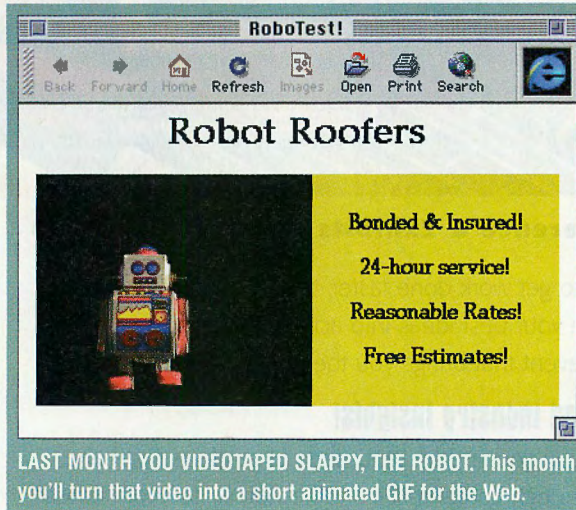 RoboTest!
Back Forward Home Refresh Images Open Print Search
Robot Roofers
Bonded & Insured!
24-hour service!
Reasonable Rates!
Free Estimates!
LAST MONTH YOU VIDEOTAPED SLAPPY, THE ROBOT. This month
you'll turn that video into a short animated GIF for the Web.